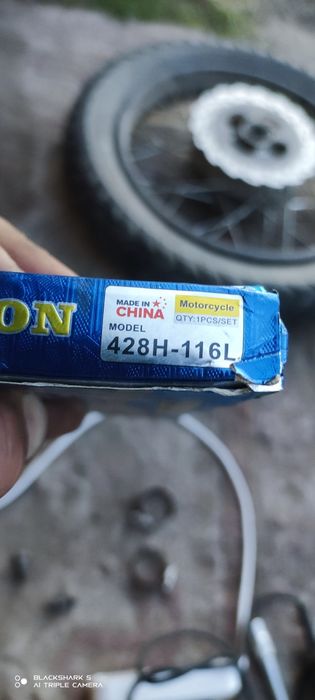 ON
MADE IN
CHINA
Motorcycle
QTY:1PCS/SET
MODEL
428H-116L
BLACKSHARK 5
AI TRIPLE CAMERA